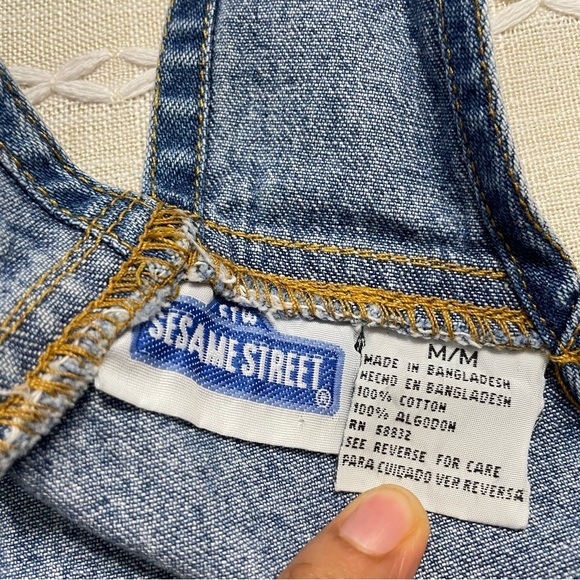 SESAME STREET
®
M/M
MADE IN BANGLADESH
HECHO EN BANGLADESH
100% COTTON
100% ALGODON
RN 58832
SEE REVERSE FOR CARE
PARA CUIDADO VER REVERSA